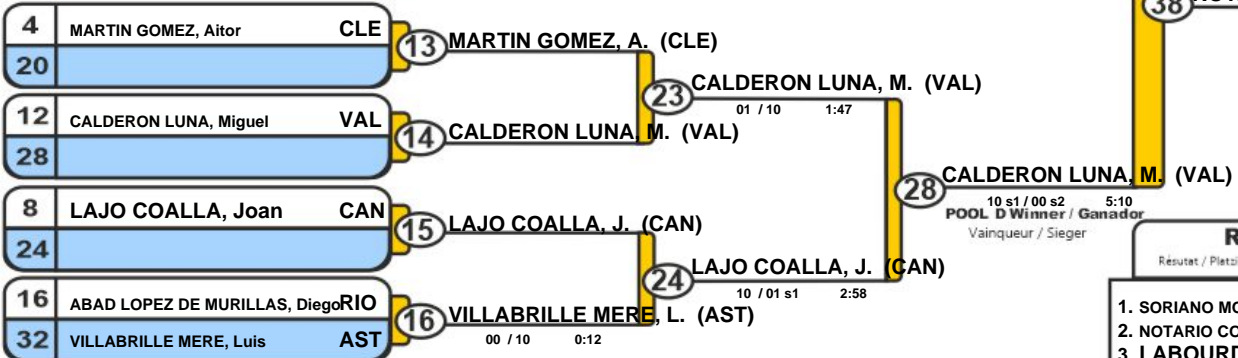 38
4 MARTIN GOMEZ, Aitor CLE
20
13 MARTIN GOMEZ, A. (CLE)
23 CALDERON LUNA, M. (VAL)
01 / 10 1:47
12 CALDERON LUNA, Miguel VAL
28
14 CALDERON LUNA, M. (VAL)
28 CALDERON LUNA, M. (VAL)
10 s1 / 00 s2 5:10
POOL D Winner / Ganador
Vainqueur / Sieger
8 LAJO COALLA, Joan CAN
24
15 LAJO COALLA, J. (CAN)
24 LAJO COALLA, J. (CAN)
10 / 01 s1 2:58
16 ABAD LOPEZ DE MURILLAS, Diego RIO
32 VILLABRILLE MERE, Luis AST
16 VILLABRILLE MERE, L. (AST)
00 / 10 0:12
R
Résutat / Pletzi
1. SORIANO MO
2. NOTARIO CO
3. LABOURD